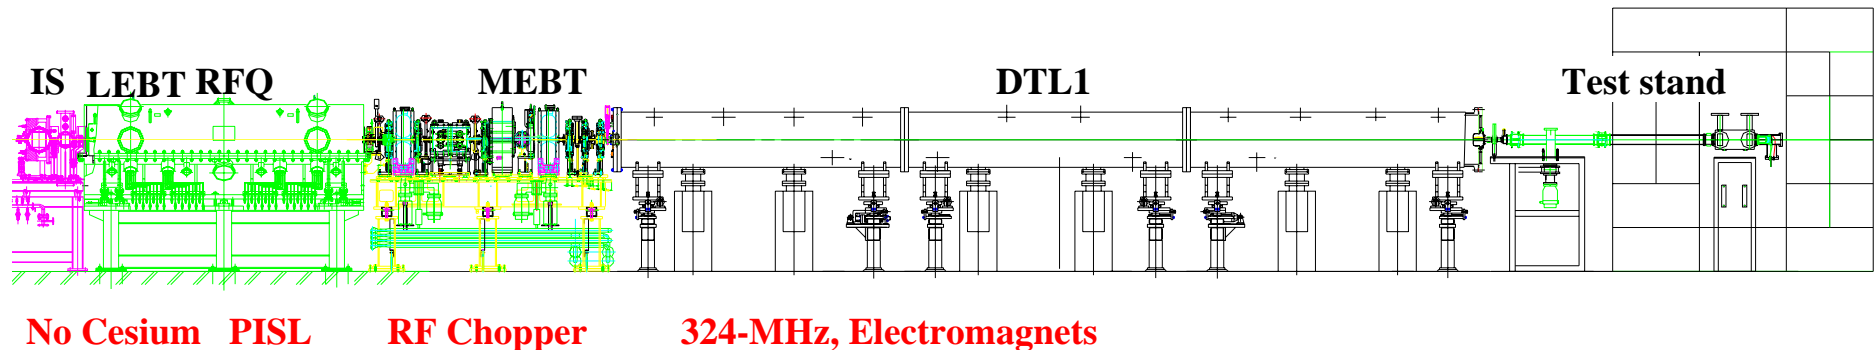 IS LEBT RFQ MEBT DTL1 Test stand
No Cesium PISL RF Chopper 324-MHz, Electromagnets